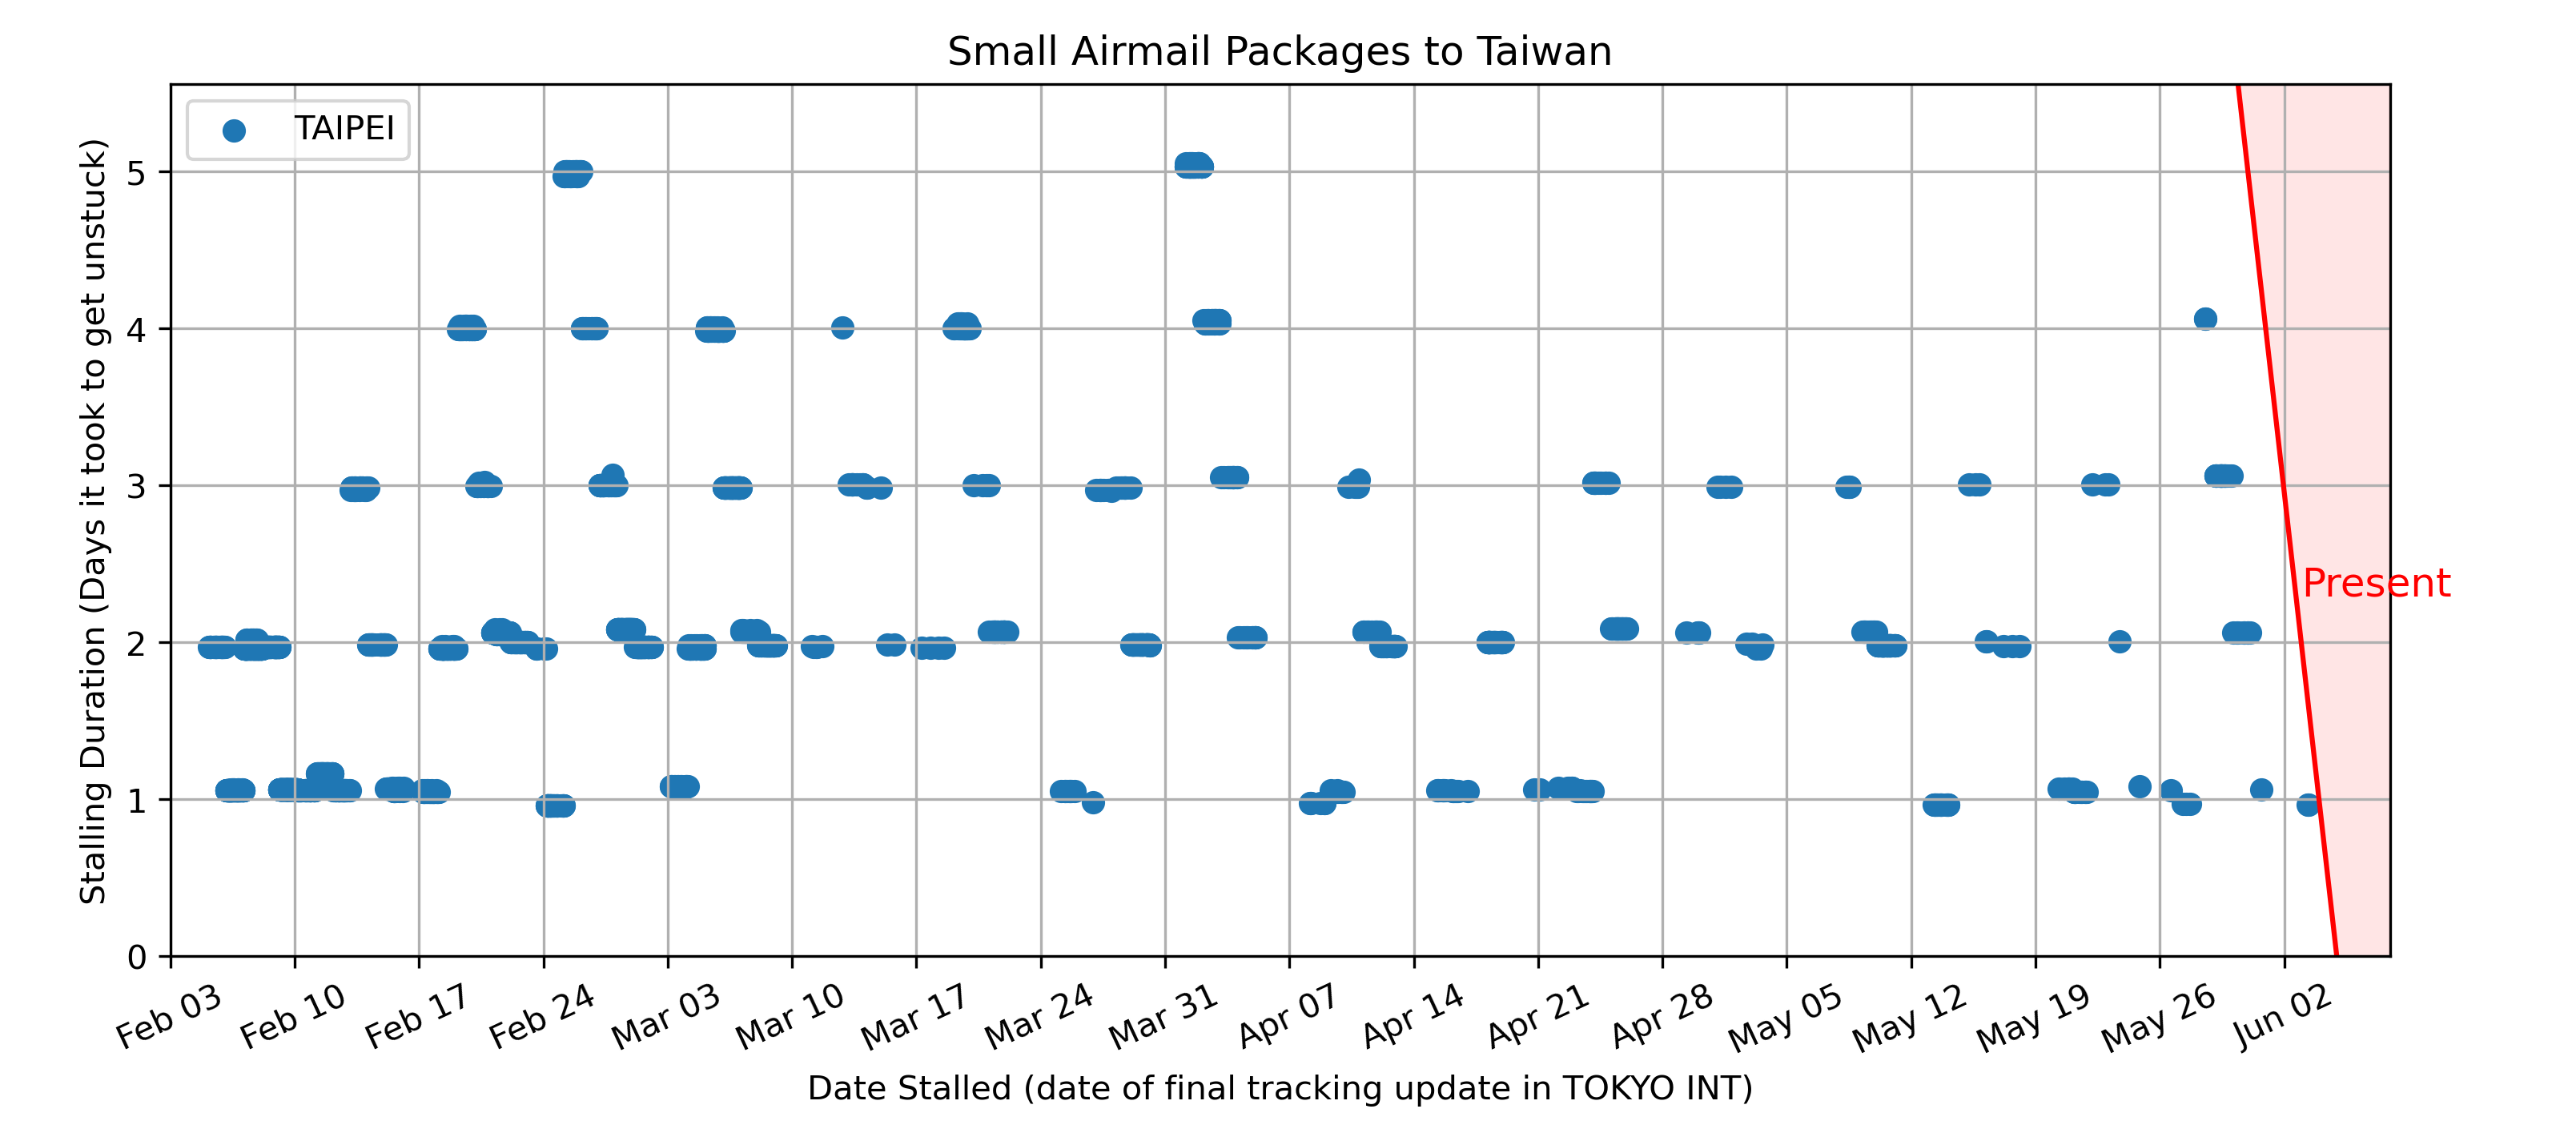 Small Airmail Packages to Taiwan
TAIPEI
Stalling Duration (Days it took to get unstuck)
5
4
3
2
1
0
Present
Feb 03
Feb 10
Feb 17
Feb 24
Mar 03
Mar 10
Mar 17
Mar 24
Mar 31
Apr 07
Apr 14
Apr 21
Apr 28
May 05
May 12
May 19
May 26
Jun 02
Date Stalled (date of final tracking update in TOKYO INT)